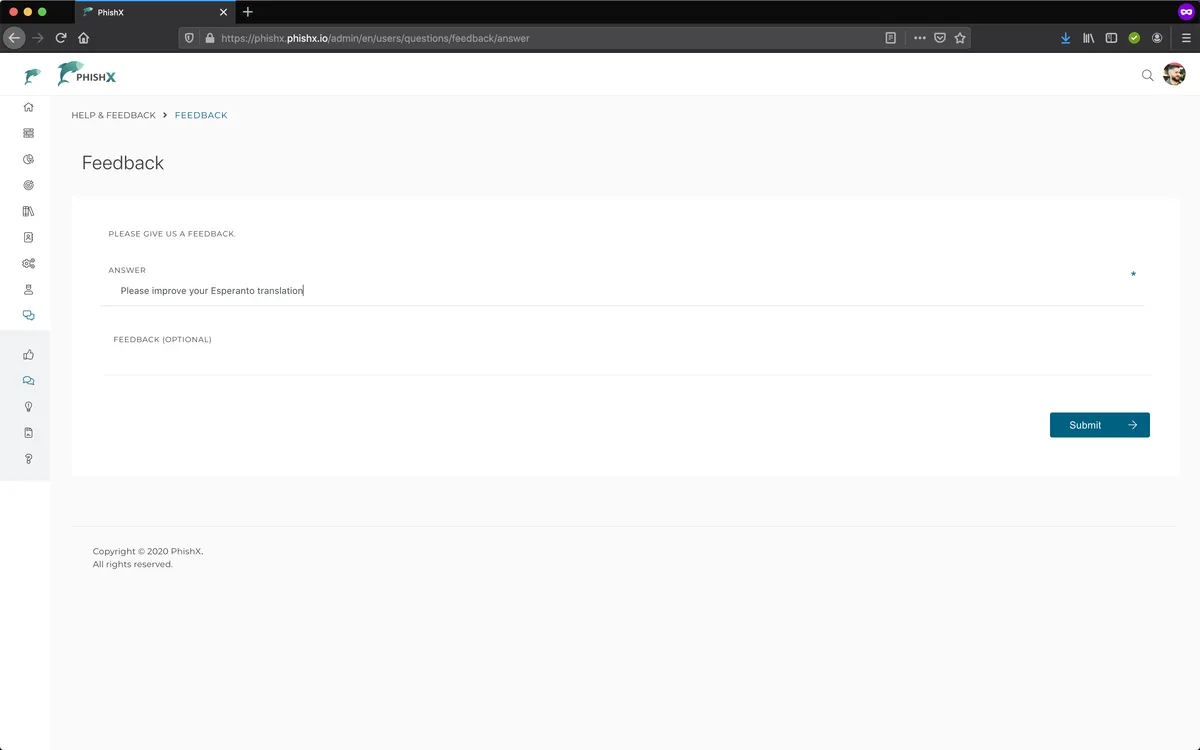 PhishX
https://phishx.phishx.io/admin/en/users/questions/feedback/answer
PHISHX
HELP & FEEDBACK > FEEDBACK
Feedback
PLEASE GIVE US A FEEDBACK.
ANSWER
*
Please improve your Esperanto translation
FEEDBACK (OPTIONAL)
Submit
Copyright © 2020 PhishX.
All rights reserved.